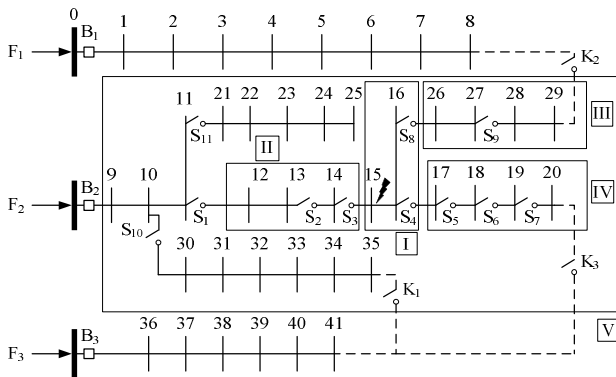 0
B1 1 2 3 4 5 6 7 8
F1
K2
11 21 22 23 24 25 16 26 27 28 29
S11 S8 S9 III
II
9 10 12 13 14 15 17 18 19 20
B2 IV
F2
S1 S2 S3 S4 S5 S6 S7
S10 I
30 31 32 33 34 35 K3
K1
36 37 38 39 40 41 V
B3
F3